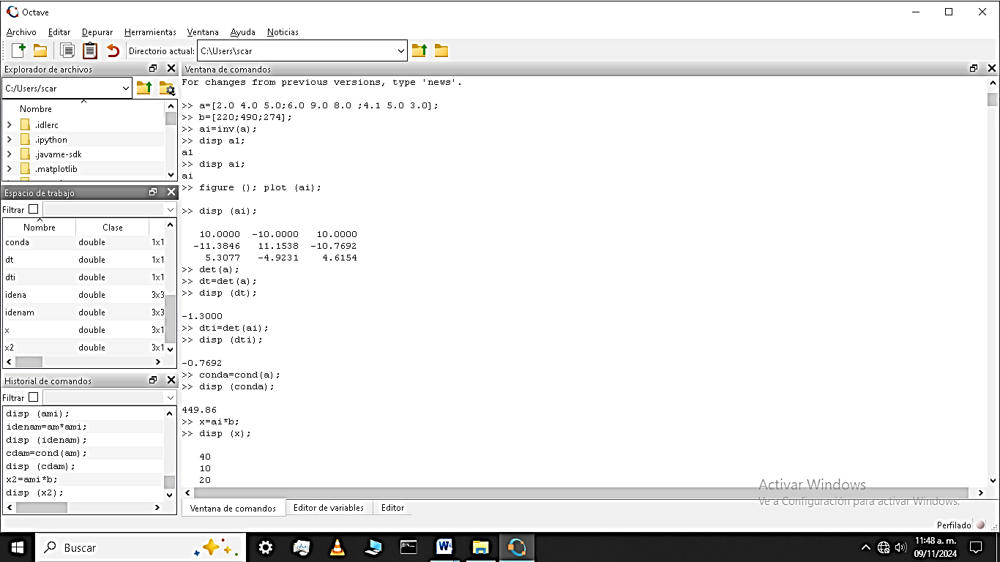 Octave
Archivo Editar Depurar Herramientas Ventana Ayuda Noticias
Directorio actual: C:\Users\scar
Explorador de archivos
C:/Users/scar
Nombre
.idlerc
.ipython
.javame-sdk
.matplotlib
Espacio de trabajo
Filtrar
Nombre Clase
conda double 1x1
dt double 1x1
dti double 1x1
idena double 3x3
idenam double 3x3
x double 3x1
x2 double 3x1
Historial de comandos
Filtrar
disp (ami);
idenam=am*ami;
disp (idenam);
cdam=cond(am);
disp (cdam);
x2=ami*b;
disp (x2);
Ventana de comandos
For changes from previous versions, type 'news'.
>> a=[2.0 4.0 5.0;6.0 9.0 8.0 ;4.1 5.0 3.0];
>> b=[220;490;274];
>> ai=inv(a);
>> disp a1;
a1
>> disp ai;
ai
>> figure (); plot (ai);
>> disp (ai);
10.0000 -10.0000 10.0000
-11.3846 11.1538 -10.7692
5.3077 -4.9231 4.6154
>> det(a);
>> dt=det(a);
>> disp (dt);
-1.3000
>> dti=det(ai);
>> disp (dti);
-0.7692
>> conda=cond(a);
>> disp (conda);
449.86
>> x=ai*b;
>> disp (x);
40
10
20
Activar Windows
Ve a Configuración para activar Windows.
Ventana de comandos Editor de variables Editor
Perfilado
Buscar
11:48 a. m.
09/11/2024